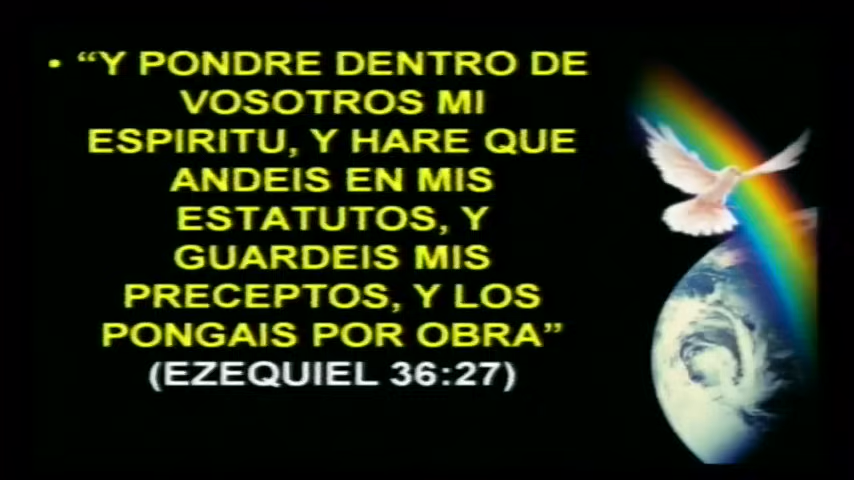 • “Y PONDRE DENTRO DE
VOSOTROS MI
ESPIRITU, Y HARE QUE
ANDEIS EN MIS
ESTATUTOS, Y
GUARDEIS MIS
PRECEPTOS, Y LOS
PONGAIS POR OBRA”
(EZEQUIEL 36:27)